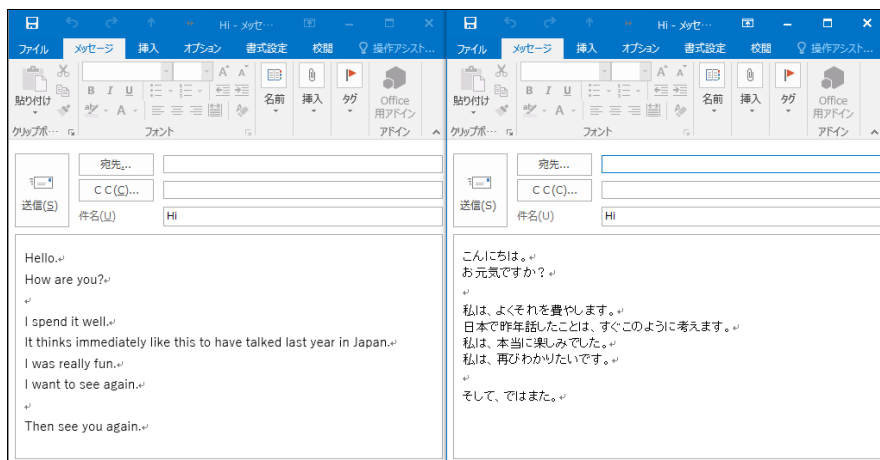 Hi - メッセ…
ファイル メッセージ 挿入 オプション 書式設定 校閲 操作アシスト...
貼り付け
B I U
A A
aby A
名前 挿入 タグ Office
用アドイン
クリップボ… フォント アドイン
宛先...
C C(C)...
送信(S)
件名(U) Hi
Hello.↵
How are you?↵
↵
I spend it well.↵
It thinks immediately like this to have talked last year in Japan.↵
I was really fun.↵
I want to see again.↵
↵
Then see you again.↵
Hi - メッセ…
ファイル メッセージ 挿入 オプション 書式設定 校閲 操作アシスト...
貼り付け
B I U
A A
aby A
名前 挿入 タグ Office
用アドイン
クリップボ… フォント アドイン
宛先...
C C(C)...
送信(S)
件名(U) Hi
こんにちは。↵
お元気ですか？↵
↵
私は、よくそれを費やします。↵
日本で昨年話したことは、すぐこのように考えます。↵
私は、本当に楽しみでした。↵
私は、再びわかりたいです。↵
↵
そして、ではまた。↵